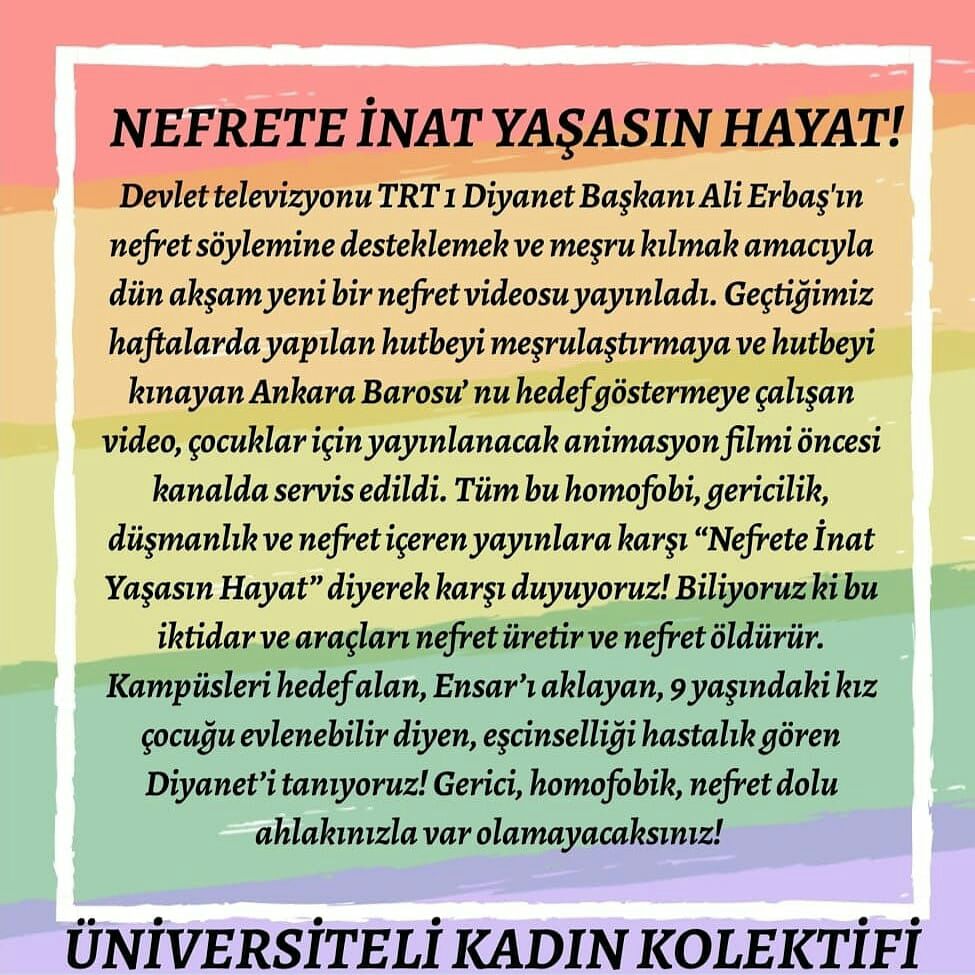 NEFRETE İNAT YAŞASIN HAYAT!
Devlet televizyonu TRT 1 Diyanet Başkanı Ali Erbaş'ın
nefret söylemine desteklemek ve meşru kılmak amacıyla
dün akşam yeni bir nefret videosu yayınladı. Geçtiğimiz
haftalarda yapılan hutbeyi meşrulaştırmaya ve hutbeyi
kınayan Ankara Barosu’ nu hedef göstermeye çalışan
video, çocuklar için yayınlanacak animasyon filmi öncesi
kanalda servis edildi. Tüm bu homofobi, gericilik,
düşmanlık ve nefret içeren yayınlara karşı “Nefrete İnat
Yaşasın Hayat” diyerek karşı duyuyoruz! Biliyoruz ki bu
iktidar ve araçları nefret üretir ve nefret öldürür.
Kampüsleri hedef alan, Ensar’ı aklayan, 9 yaşındaki kız
çocuğu evlenebilir diyen, eşcinselliği hastalık gören
Diyanet’i tanıyoruz! Gerici, homofobik, nefret dolu
ahlakınızla var olamayacaksınız!
ÜNİVERSİTELİ KADIN KOLEKTİFİ